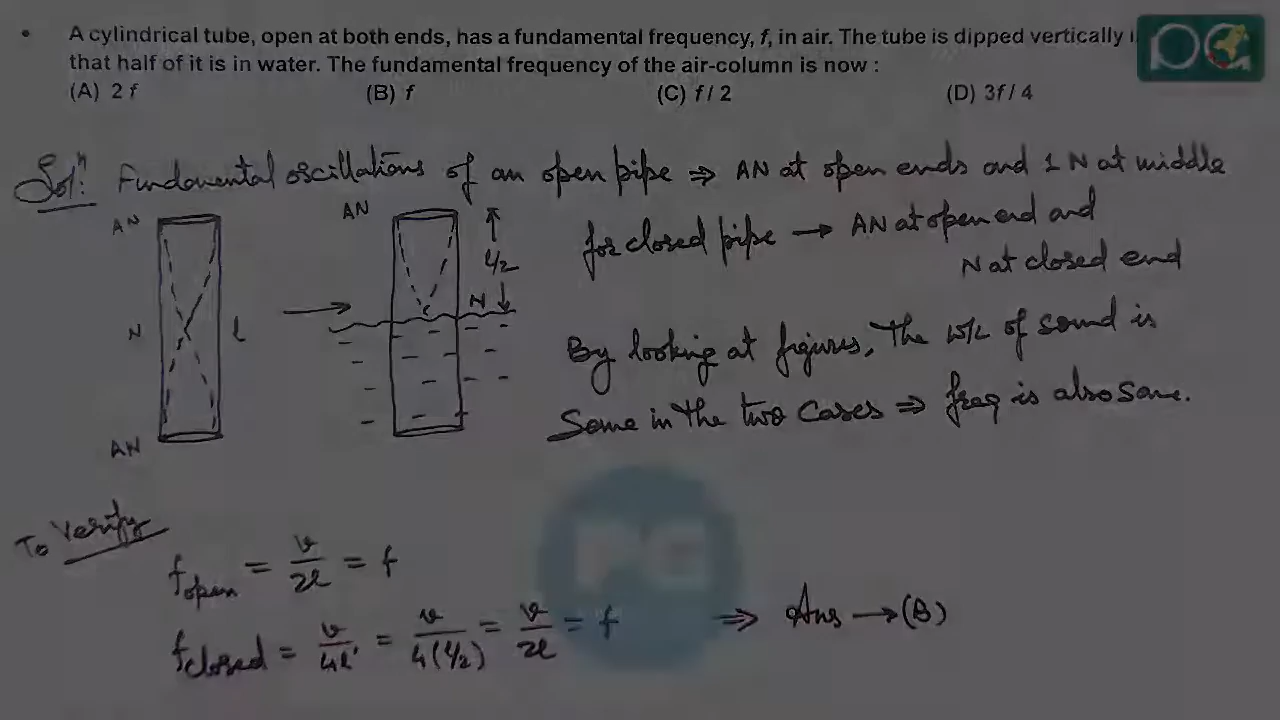 • A cylindrical tube, open at both ends, has a fundamental frequency, f, in air. The tube is dipped vertically
that half of it is in water. The fundamental frequency of the air-column is now :
(A) 2 f (B) f (C) f / 2 (D) 3f / 4
Solⁿ: Fundamental oscillations of an open pipe ⇒ AN at open ends and 1 N at middle
for closed pipe → AN at open end and
N at closed end
AN
N
l
AN
AN
l/2
N
By looking at figures, The w/L of sound is
Same in the two cases ⇒ freq is also same.
To Verify
f_open = v/2l = f
f_closed = v/4l' = v/4(l/2) = v/2l = f ⇒ Ans → (B)
PG